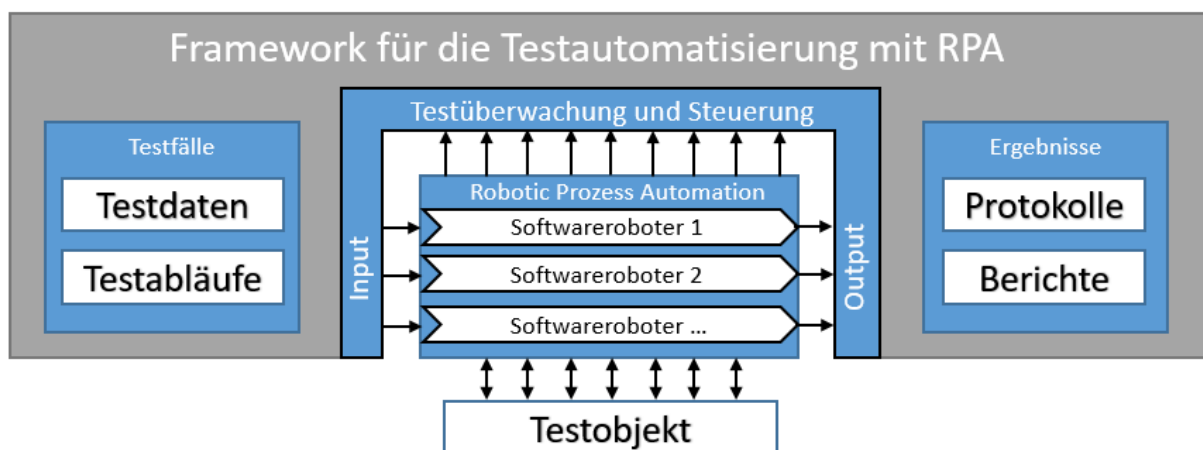 Framework für die Testautomatisierung mit RPA
Testüberwachung und Steuerung
Testfälle
Testdaten
Testabläufe
Input
Robotic Prozess Automation
Softwareroboter 1
Softwareroboter 2
Softwareroboter ...
Output
Ergebnisse
Protokolle
Berichte
Testobjekt